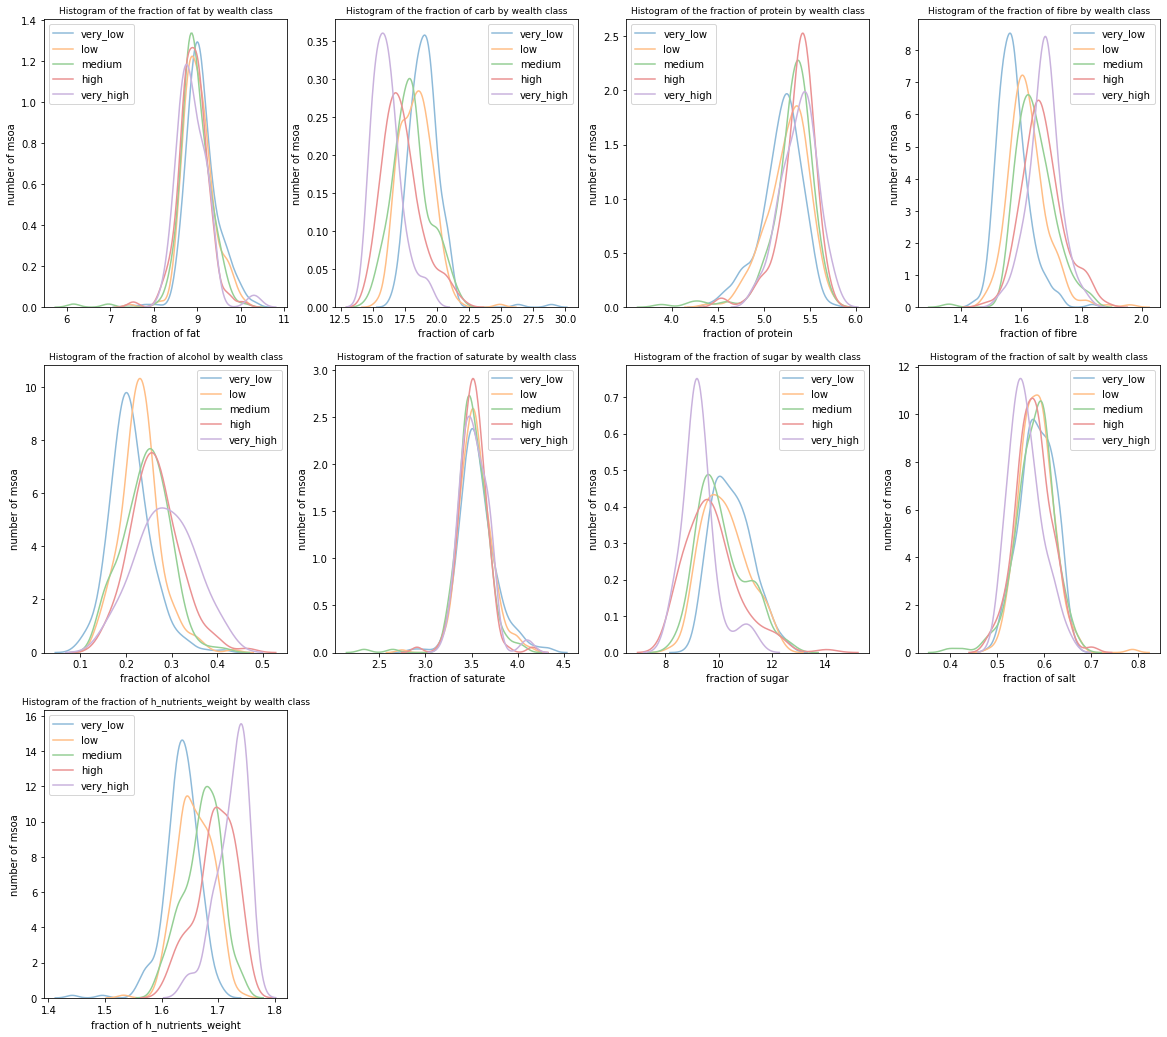 Histogram of the fraction of fat by wealth class
1.4
1.2
1.0
0.8
0.6
0.4
0.2
0.0
number of msoa
very_low
low
medium
high
very_high
6 7 8 9 10 11
fraction of fat
Histogram of the fraction of carb by wealth class
0.35
0.30
0.25
0.20
0.15
0.10
0.05
0.00
number of msoa
very_low
low
medium
high
very_high
12.5 15.0 17.5 20.0 22.5 25.0 27.5 30.0
fraction of carb
Histogram of the fraction of protein by wealth class
2.5
2.0
1.5
1.0
0.5
0.0
number of msoa
very_low
low
medium
high
very_high
4.0 4.5 5.0 5.5 6.0
fraction of protein
Histogram of the fraction of fibre by wealth class
8
7
6
5
4
3
2
1
0
number of msoa
very_low
low
medium
high
very_high
1.4 1.6 1.8 2.0
fraction of fibre
Histogram of the fraction of alcohol by wealth class
10
8
6
4
2
0
number of msoa
very_low
low
medium
high
very_high
0.1 0.2 0.3 0.4 0.5
fraction of alcohol
Histogram of the fraction of saturate by wealth class
3.0
2.5
2.0
1.5
1.0
0.5
0.0
number of msoa
very_low
low
medium
high
very_high
2.5 3.0 3.5 4.0 4.5
fraction of saturate
Histogram of the fraction of sugar by wealth class
0.7
0.6
0.5
0.4
0.3
0.2
0.1
0.0
number of msoa
very_low
low
medium
high
very_high
8 10 12 14
fraction of sugar
Histogram of the fraction of salt by wealth class
12
10
8
6
4
2
0
number of msoa
very_low
low
medium
high
very_high
0.4 0.5 0.6 0.7 0.8
fraction of salt
Histogram of the fraction of h_nutrients_weight by wealth class
16
14
12
10
8
6
4
2
0
number of msoa
very_low
low
medium
high
very_high
1.4 1.5 1.6 1.7 1.8
fraction of h_nutrients_weight